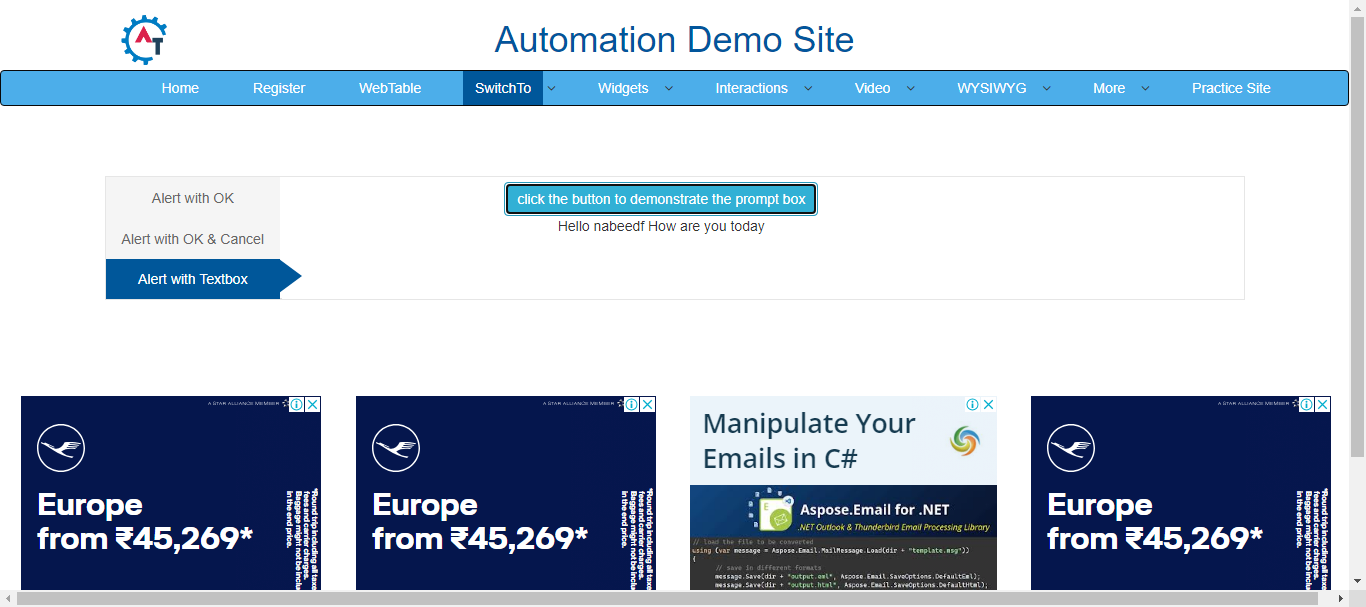 AT
Automation Demo Site
Home Register WebTable SwitchTo Widgets Interactions Video WYSIWYG More Practice Site
Alert with OK
click the button to demonstrate the prompt box
Hello nabeedf How are you today
Alert with OK & Cancel
Alert with Textbox
A STAR ALLIANCE MEMBER
Europe
from ₹45,269*
*Round trip including all taxe
fees and carrier charges.
Baggage might not be inclu
in the end price.
A STAR ALLIANCE MEMBER
Europe
from ₹45,269*
*Round trip including all taxe
fees and carrier charges.
Baggage might not be inclu
in the end price.
Manipulate Your
Emails in C#
Aspose.Email for .NET
.NET Outlook & Thunderbird Email Processing Library
// load the file to be converted
using (var message = Aspose.Email.MailMessage.Load(dir + "template.msg"))
{
// save in different formats
message.Save(dir + "output.eml", Aspose.Email.SaveOptions.DefaultEml);
message.Save(dir + "output.html", Aspose.Email.SaveOptions.DefaultHtml);
A STAR ALLIANCE MEMBER
Europe
from ₹45,269*
*Round trip including all taxe
fees and carrier charges.
Baggage might not be inclu
in the end price.